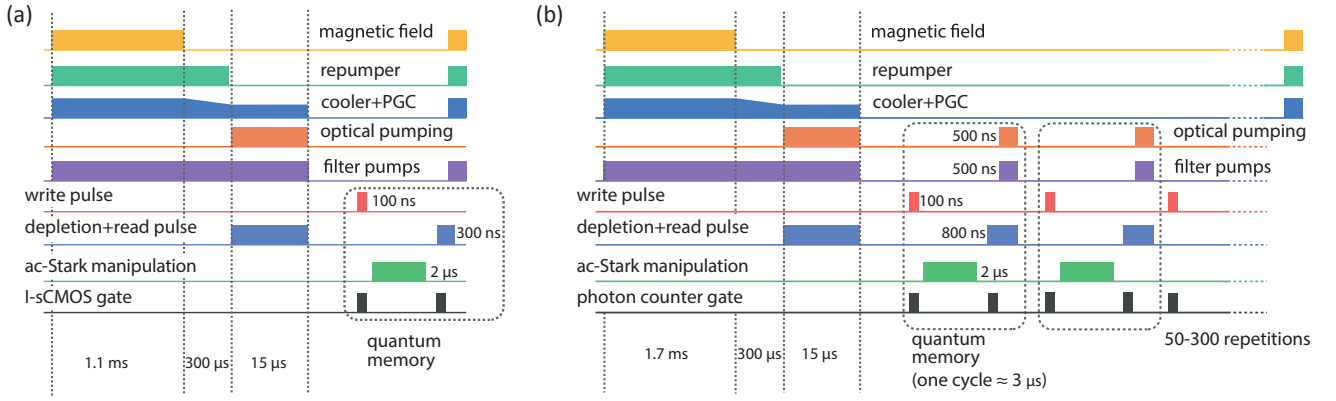 (a)
magnetic field
repumper
cooler+PGC
optical pumping
filter pumps
write pulse
100 ns
depletion+read pulse
300 ns
ac-Stark manipulation
2 µs
I-sCMOS gate
1.1 ms
300 µs
15 µs
quantum
memory
(b)
magnetic field
repumper
cooler+PGC
500 ns
optical pumping
500 ns
filter pumps
write pulse
100 ns
depletion+read pulse
800 ns
ac-Stark manipulation
2 µs
photon counter gate
1.7 ms
300 µs
15 µs
quantum
memory
(one cycle ≈ 3 µs)
50-300 repetitions